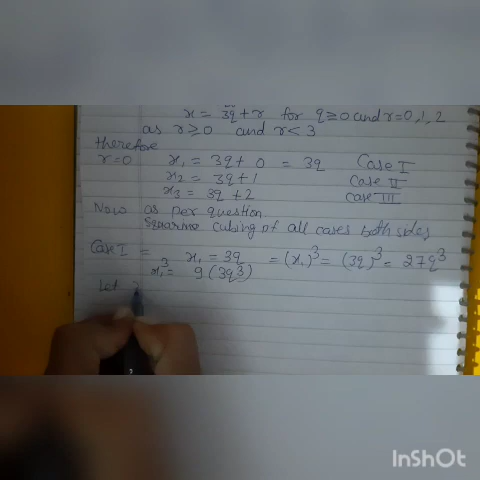 x = 3q + r for q ≥ 0 and r = 0, 1, 2
as r ≥ 0 and r < 3
therefore
r = 0 x₁ = 3q + 0 = 3q Case I
x₂ = 3q + 1 Case II
x₃ = 3q + 2 Case III
Now as per question
cubing of all cases both sides
Case I = x₁ = 3q = (x₁)³ = (3q)³ = 27q³
x₁³ = 9(3q³)
Let
InShOt